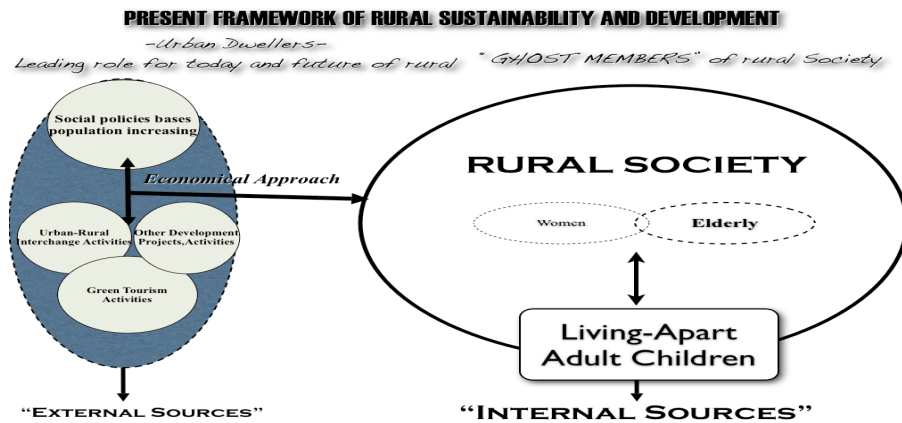 PRESENT FRAMEWORK OF RURAL SUSTAINABILITY AND DEVELOPMENT
-Urban Dwellers-
Leading role for today and future of rural
"GHOST MEMBERS" of rural Society
Social policies bases
population increasing
Economical Approach
Urban-Rural
Interchange Activities
Other Development
Projects,Activities
Green Tourism
Activities
"EXTERNAL SOURCES"
RURAL SOCIETY
Women
Elderly
Living-Apart
Adult Children
"INTERNAL SOURCES"